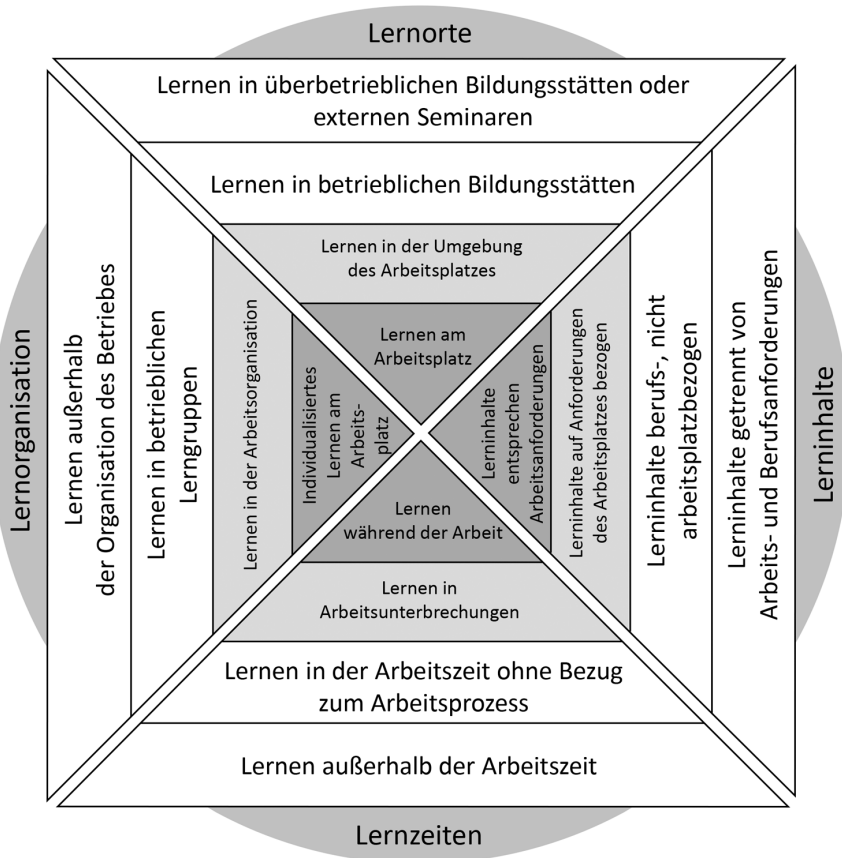 Lernorte
Lernen in überbetrieblichen Bildungsstätten oder
externen Seminaren
Lernen in betrieblichen Bildungsstätten
Lernen in der Umgebung
des Arbeitsplatzes
Lernen am
Arbeitsplatz
Lernorganisation
Lernen außerhalb
der Organisation des Betriebes
Lernen in betrieblichen
Lerngruppen
Lernen in der Arbeitsorganisation
Individualisiertes
Lernen am
Arbeits-
platz
Lerninhalte
entsprechen
Arbeitsanforderungen
Lerninhalte auf Anforderungen
des Arbeitsplatzes bezogen
Lerninhalte berufs-, nicht
arbeitsplatzbezogen
Lerninhalte getrennt von
Arbeits- und Berufsanforderungen
Lerninhalte
Lernen
während der Arbeit
Lernen in
Arbeitsunterbrechungen
Lernen in der Arbeitszeit ohne Bezug
zum Arbeitsprozess
Lernen außerhalb der Arbeitszeit
Lernzeiten